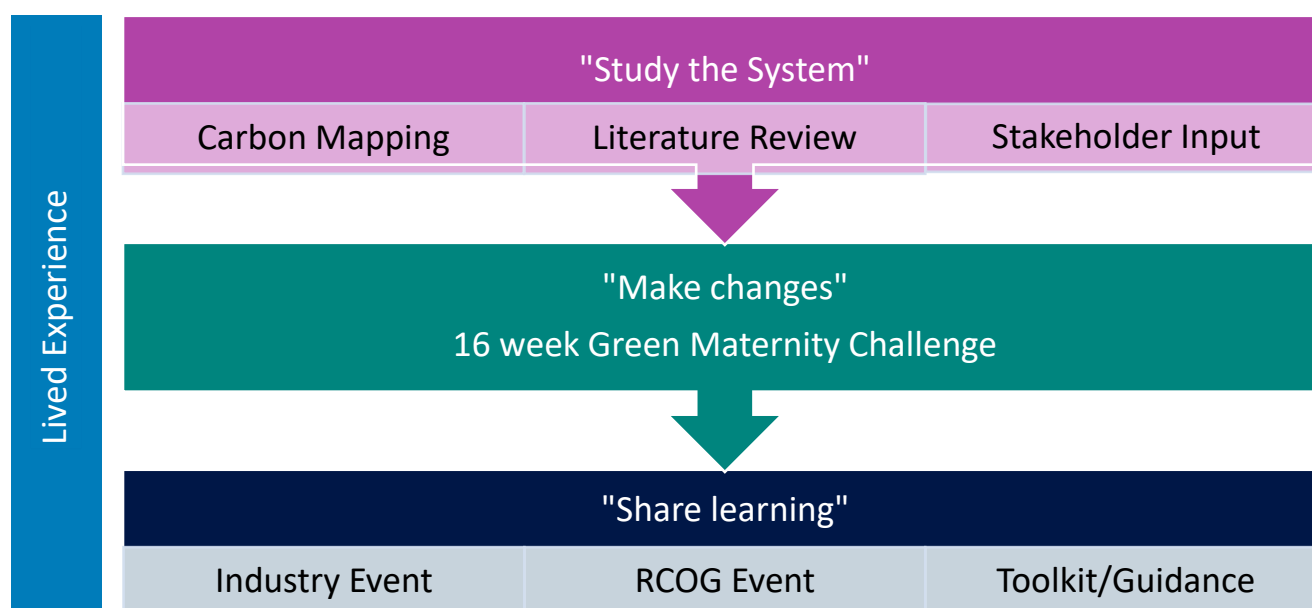 Lived Experience
"Study the System"
Carbon Mapping
Literature Review
Stakeholder Input
"Make changes"
16 week Green Maternity Challenge
"Share learning"
Industry Event
RCOG Event
Toolkit/Guidance